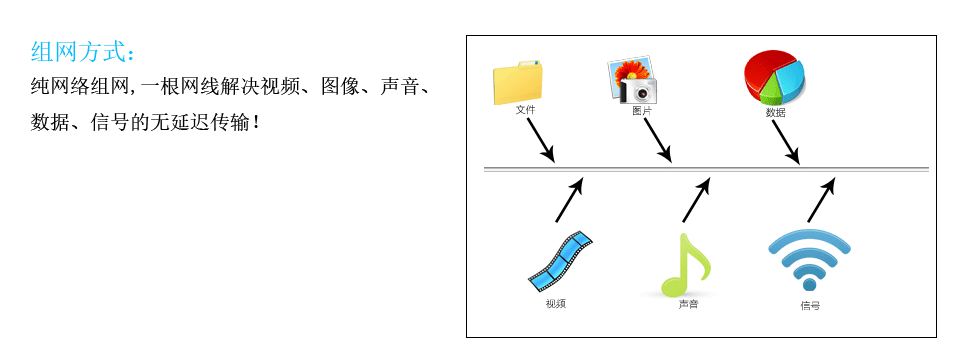 组网方式：
纯网络组网,一根网线解决视频、图像、声音、
数据、信号的无延迟传输！
文件
图片
数据
视频
声音
信号